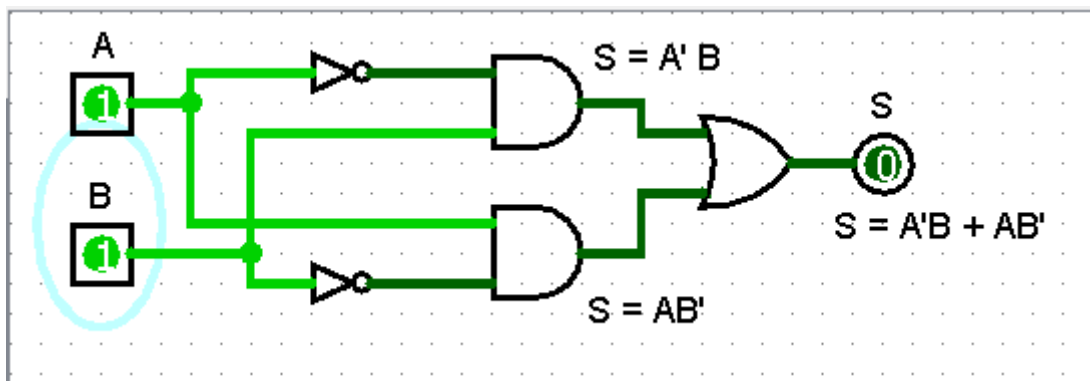 A
S = A' B
1
S
0
B
S = A'B + AB'
1
S = AB'